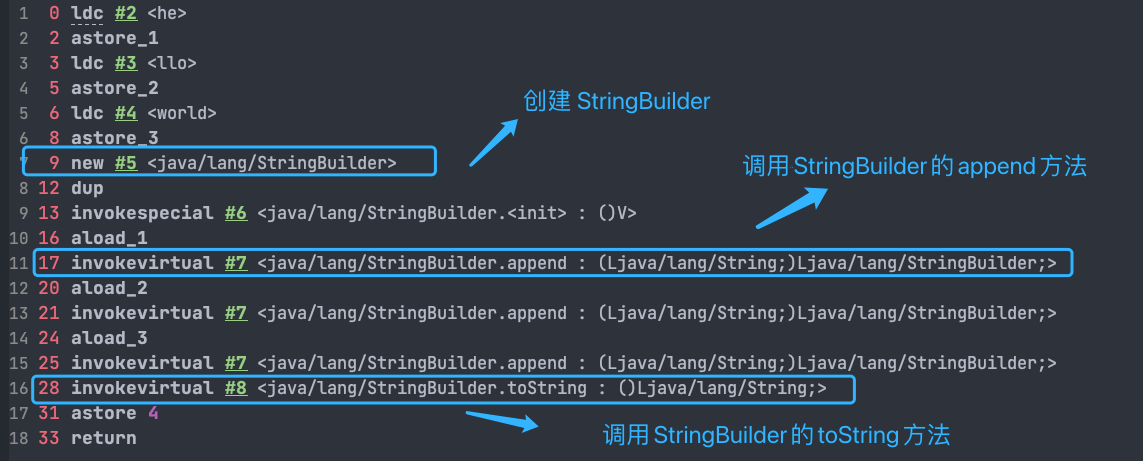 1 0 ldc #2 <he>
2 2 astore_1
3 3 ldc #3 <llo>
4 5 astore_2
5 6 ldc #4 <world>
6 8 astore_3
创建 StringBuilder
7 9 new #5 <java/lang/StringBuilder>
调用 StringBuilder 的 append 方法
8 12 dup
9 13 invokespecial #6 <java/lang/StringBuilder.<init> : ()V>
10 16 aload_1
11 17 invokevirtual #7 <java/lang/StringBuilder.append : (Ljava/lang/String;)Ljava/lang/StringBuilder;>
12 20 aload_2
13 21 invokevirtual #7 <java/lang/StringBuilder.append : (Ljava/lang/String;)Ljava/lang/StringBuilder;>
14 24 aload_3
15 25 invokevirtual #7 <java/lang/StringBuilder.append : (Ljava/lang/String;)Ljava/lang/StringBuilder;>
16 28 invokevirtual #8 <java/lang/StringBuilder.toString : ()Ljava/lang/String;>
17 31 astore 4
18 33 return
调用 StringBuilder 的 toString 方法